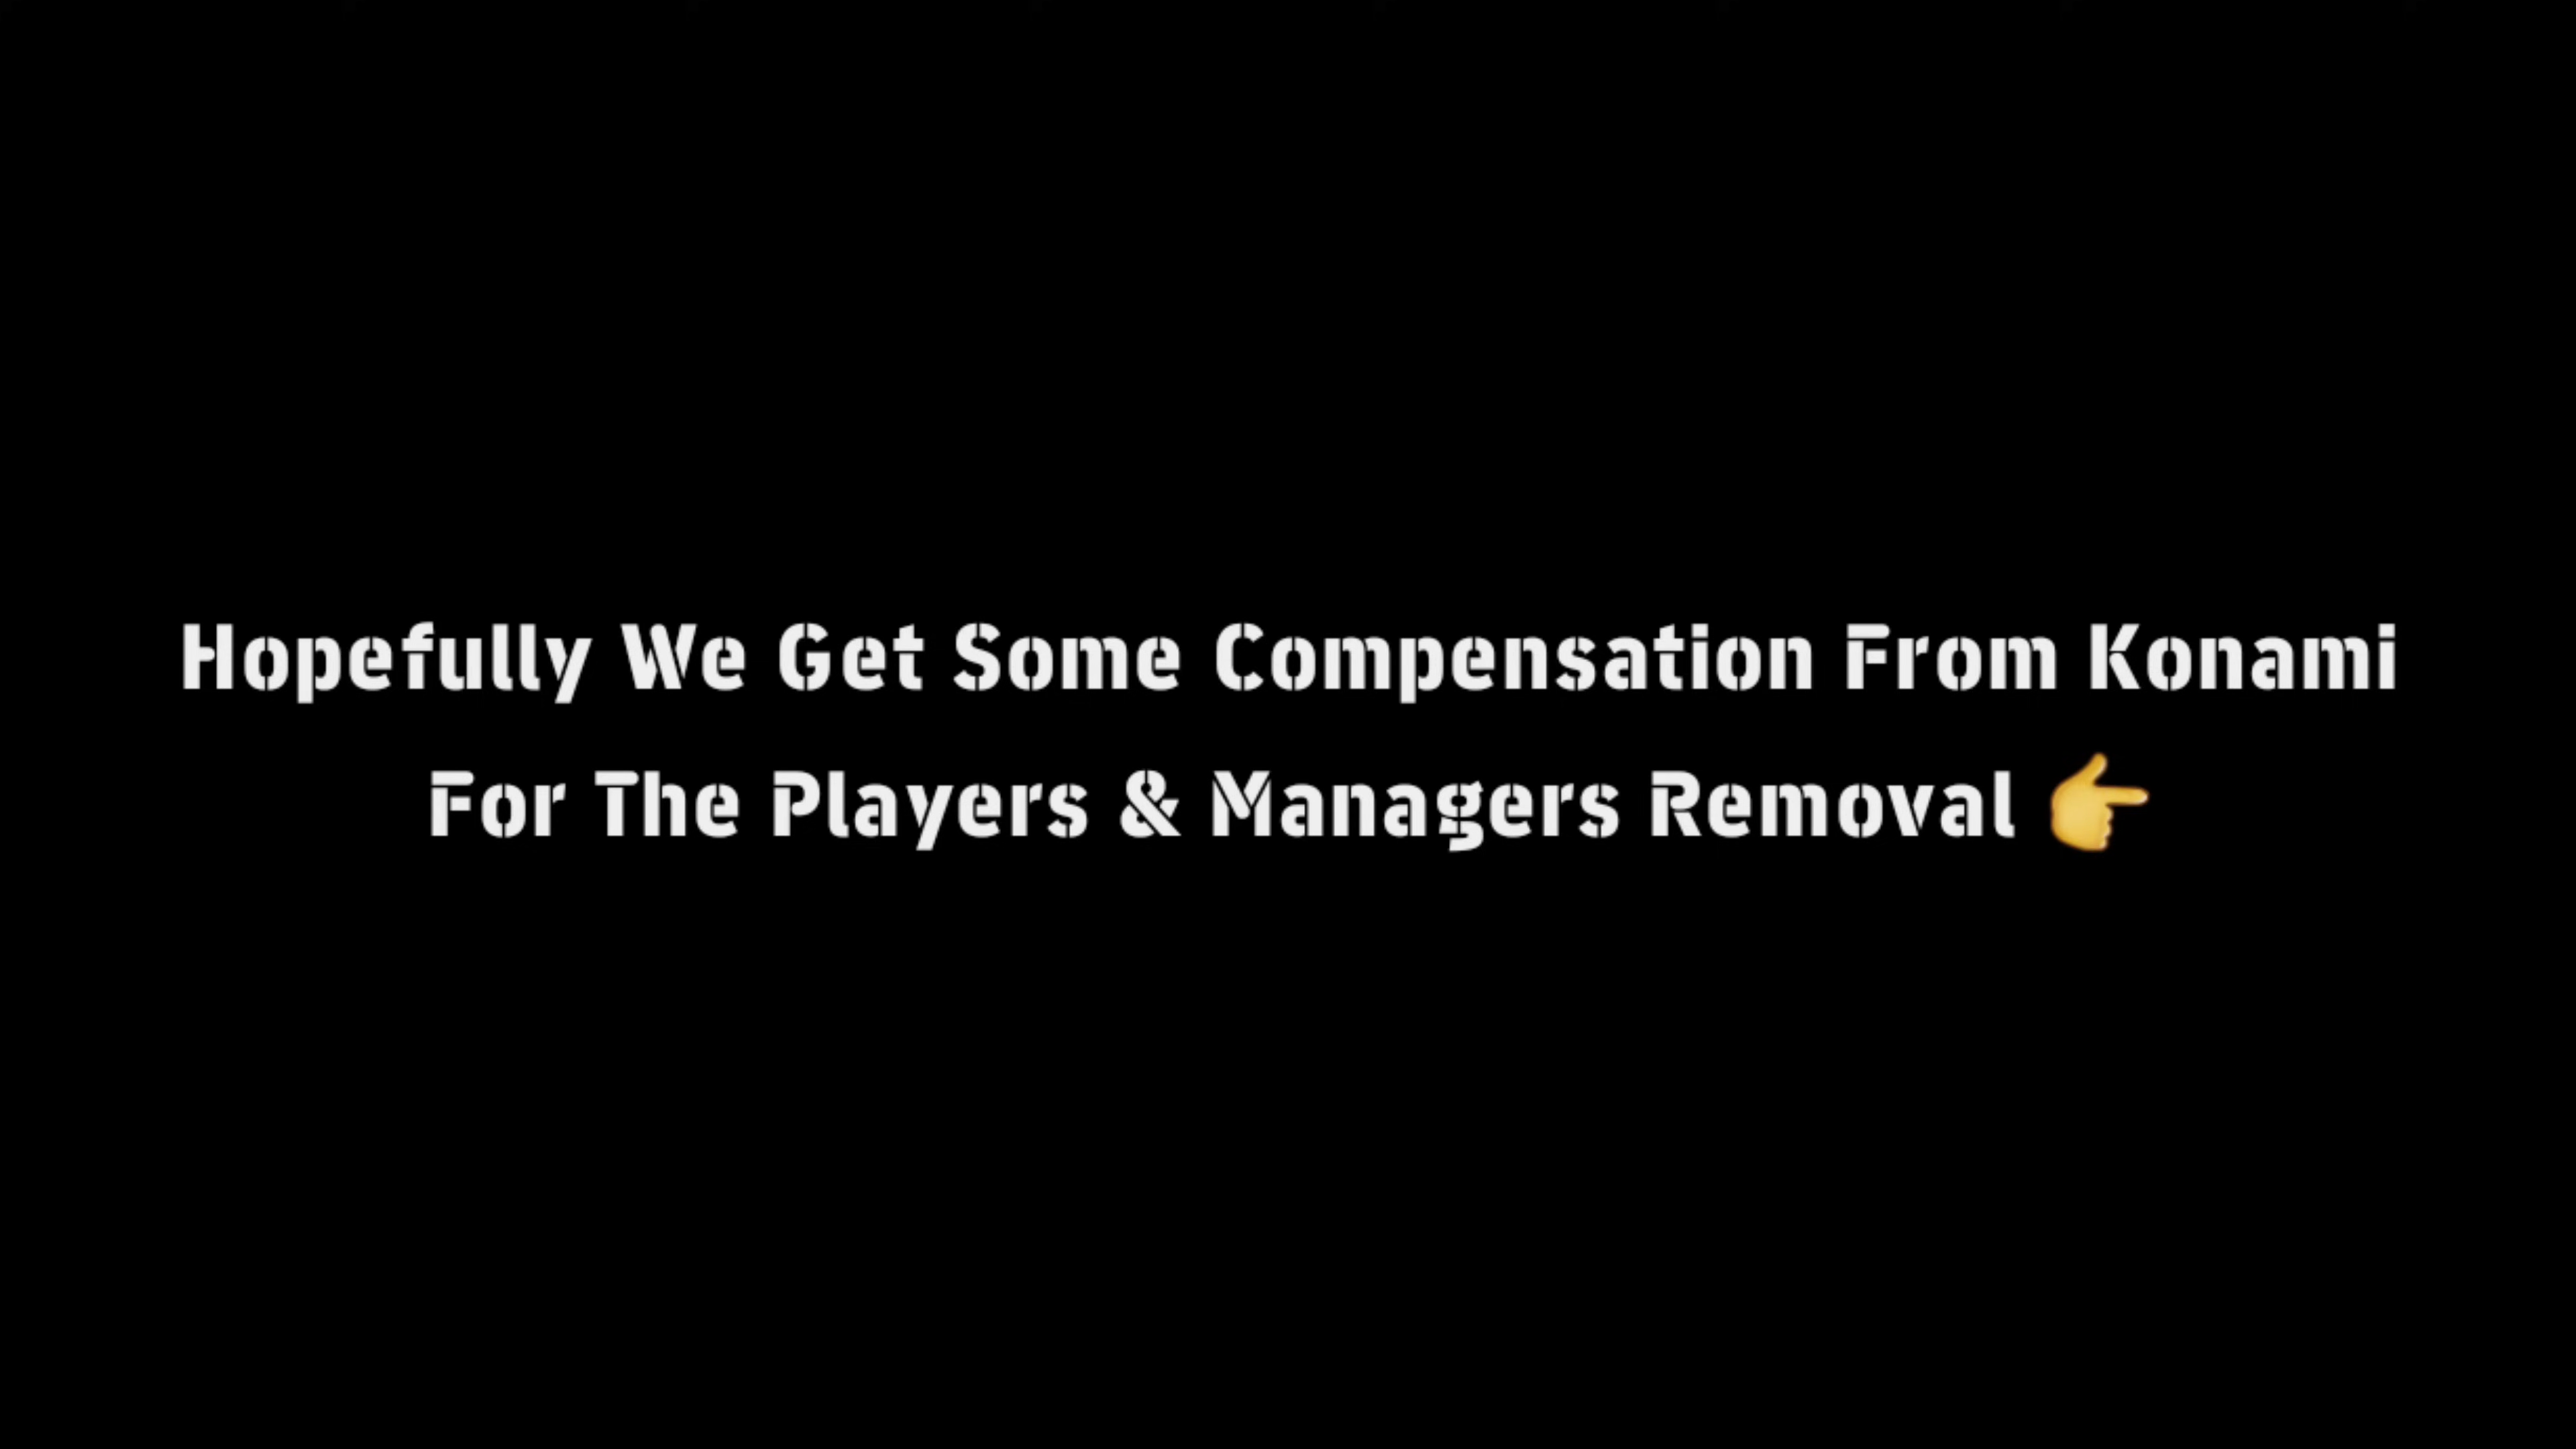 Hopefully We Get Some Compensation From Konami
For The Players & Managers Removal 👉